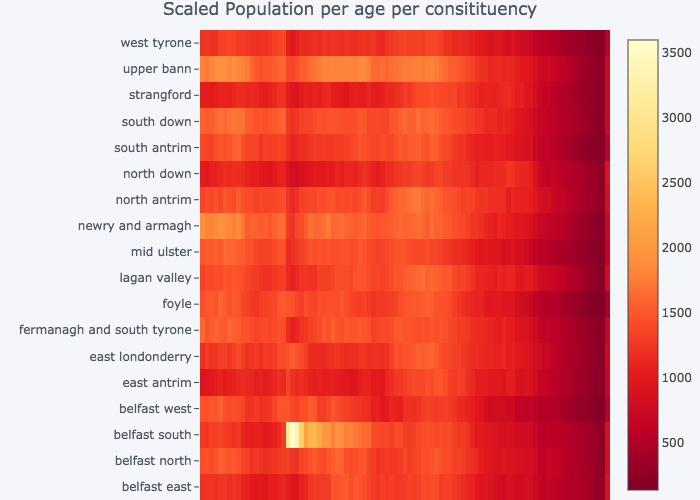 Scaled Population per age per consitituency
west tyrone
upper bann
strangford
south down
south antrim
north down
north antrim
newry and armagh
mid ulster
lagan valley
foyle
fermanagh and south tyrone
east londonderry
east antrim
belfast west
belfast south
belfast north
belfast east
3500
3000
2500
2000
1500
1000
500